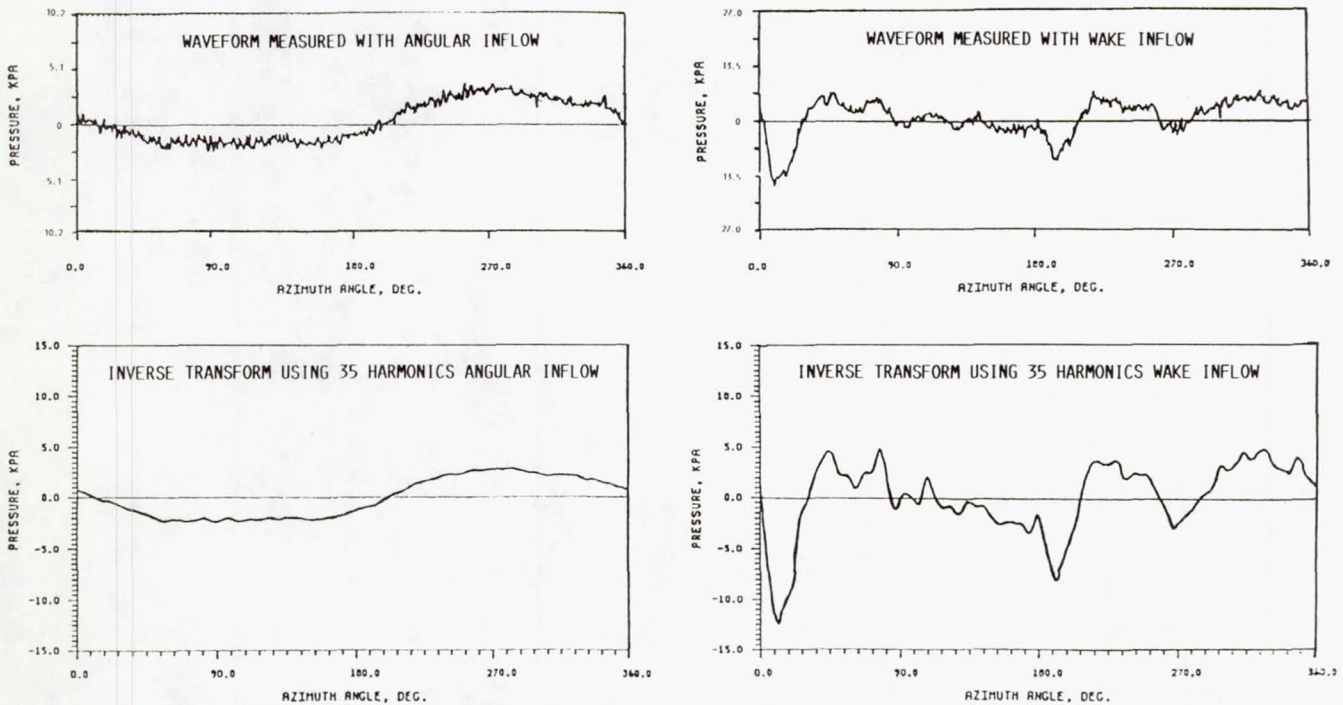 WAVEFORM MEASURED WITH ANGULAR INFLOW
PRESSURE, KPA
10.2
5.1
0
5.1
10.2
0.0 90.0 180.0 270.0 360.0
AZIMUTH ANGLE, DEG.
WAVEFORM MEASURED WITH WAKE INFLOW
PRESSURE, KPA
27.0
13.5
0
13.5
27.0
0.0 90.0 180.0 270.0 360.0
AZIMUTH ANGLE, DEG.
INVERSE TRANSFORM USING 35 HARMONICS ANGULAR INFLOW
PRESSURE, KPA
15.0
10.0
5.0
0.0
-5.0
-10.0
-15.0
0.0 90.0 180.0 270.0 360.0
AZIMUTH ANGLE, DEG.
INVERSE TRANSFORM USING 35 HARMONICS WAKE INFLOW
PRESSURE, KPA
15.0
10.0
5.0
0.0
-5.0
-10.0
-15.0
0.0 90.0 180.0 270.0 360.0
AZIMUTH ANGLE, DEG.